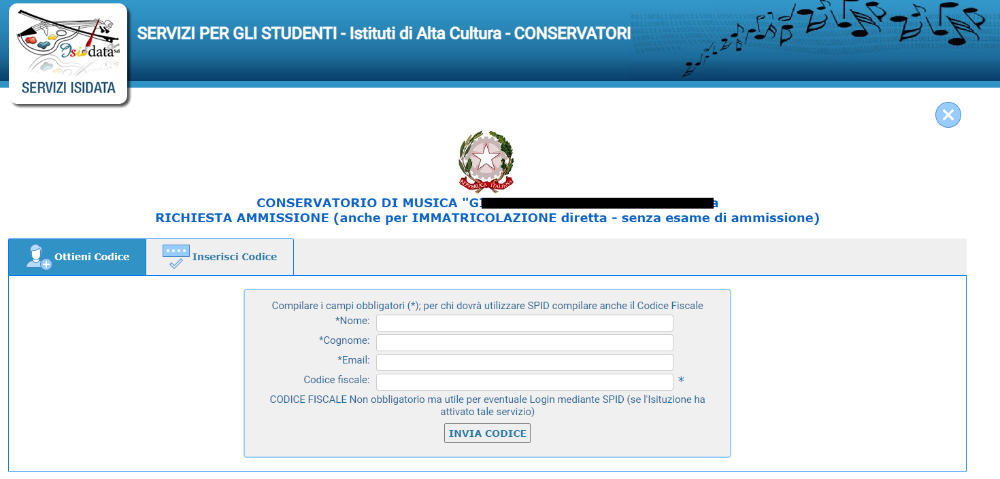 SERVIZI PER GLI STUDENTI - Istituti di Alta Cultura - CONSERVATORI
Isidata Srl
SERVIZI ISIDATA
REPVBBLICA ITALIANA
CONSERVATORIO DI MUSICA "G a
RICHIESTA AMMISSIONE (anche per IMMATRICOLAZIONE diretta - senza esame di ammissione)
Ottieni Codice
Inserisci Codice
Compilare i campi obbligatori (*); per chi dovrà utilizzare SPID compilare anche il Codice Fiscale
*Nome:
*Cognome:
*Email:
Codice fiscale: *
CODICE FISCALE Non obbligatorio ma utile per eventuale Login mediante SPID (se l'Isituzione ha
attivato tale servizio)
INVIA CODICE